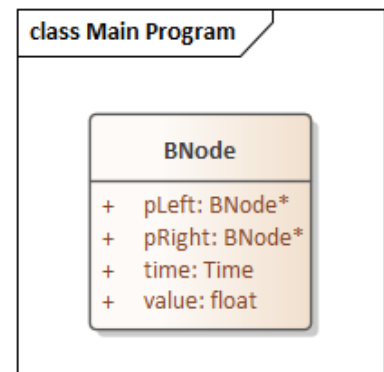 class Main Program
BNode
+ pLeft: BNode*
+ pRight: BNode*
+ time: Time
+ value: float